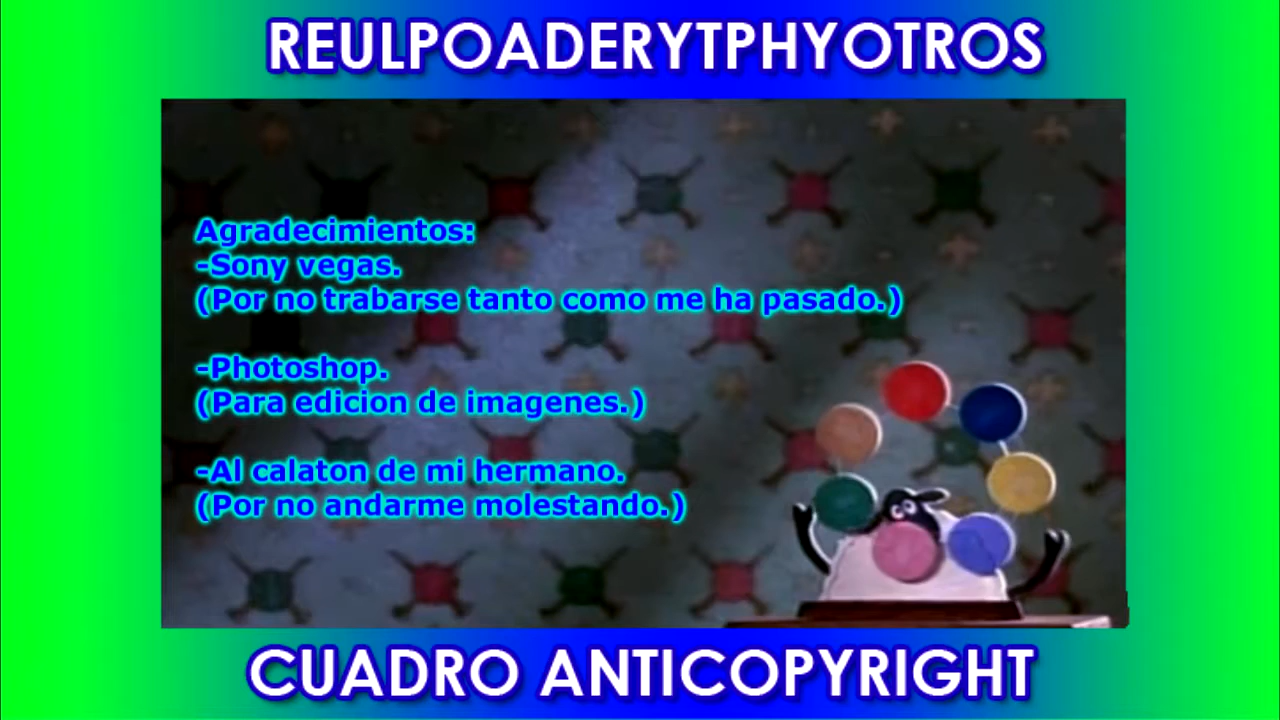 REULPOADERYTPHYOTROS
Agradecimientos:
-Sony vegas.
(Por no trabarse tanto como me ha pasado.)
-Photoshop.
(Para edicion de imagenes.)
-Al calaton de mi hermano.
(Por no andarme molestando.)
CUADRO ANTICOPYRIGHT